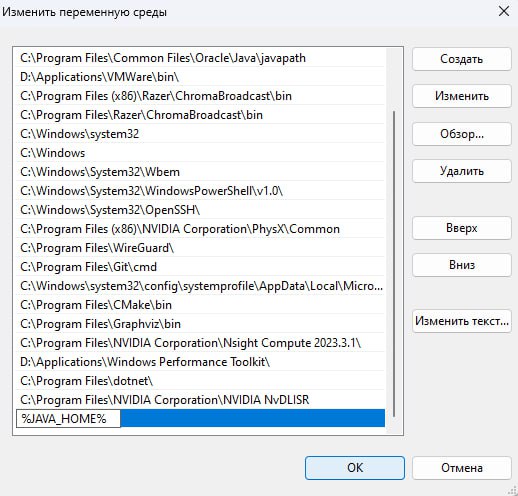 Изменить переменную среды
C:\Program Files\Common Files\Oracle\Java\javapath
D:\Applications\VMWare\bin\
C:\Program Files (x86)\Razer\ChromaBroadcast\bin
C:\Program Files\Razer\ChromaBroadcast\bin
C:\Windows\system32
C:\Windows
C:\Windows\System32\Wbem
C:\Windows\System32\WindowsPowerShell\v1.0\
C:\Windows\System32\OpenSSH\
C:\Program Files (x86)\NVIDIA Corporation\PhysX\Common
C:\Program Files\WireGuard\
C:\Program Files\Git\cmd
C:\Windows\system32\config\systemprofile\AppData\Local\Micro...
C:\Program Files\CMake\bin
C:\Program Files\Graphviz\bin
C:\Program Files\NVIDIA Corporation\Nsight Compute 2023.3.1\
D:\Applications\Windows Performance Toolkit\
C:\Program Files\dotnet\
C:\Program Files\NVIDIA Corporation\NVIDIA NvDLISR
%JAVA_HOME%
Создать
Изменить
Обзор...
Удалить
Вверх
Вниз
Изменить текст...
ОК
Отмена